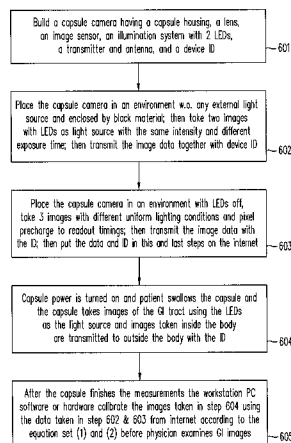 Build a capsule camera having a capsule housing, a lens,
an image sensor, an illumination system with 2 LEDs,
a transmitter and antenna, and a device ID
601
Place the capsule camera in an environment w.o. any external light
source and enclosed by black material; then take two images
with LEDs as light source with the same intensity and different
exposure time; then transmit the image data together with device ID
602
Place the capsule camera in an environment with LEDs off,
take 3 images with different uniform lighting conditions and pixel
precharge to readout timings; then transmit the image data with
the ID; then put the data and ID in this and last steps on the internet
603
Capsule power is turned on and patient swallows the capsule and
the capsule takes images of the GI tract using the LEDs
as the light source and images taken inside the body
are transmitted to outside the body with the ID
604
After the capsule finishes the measurements the workstation PC
software or hardware calibrate the images taken in step 604 using
the data taken in step 602 & 603 from internet according to the
equation set (1) and (2) before physician examines GI images
605